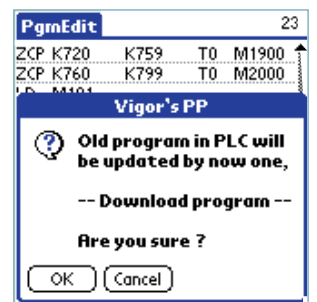 PgmEdit 23
ZCP K720 K759 T0 M1900
ZCP K760 K799 T0 M2000
Vigor's PP
Old program in PLC will
be updated by now one,
-- Download program --
Are you sure ?
OK Cancel